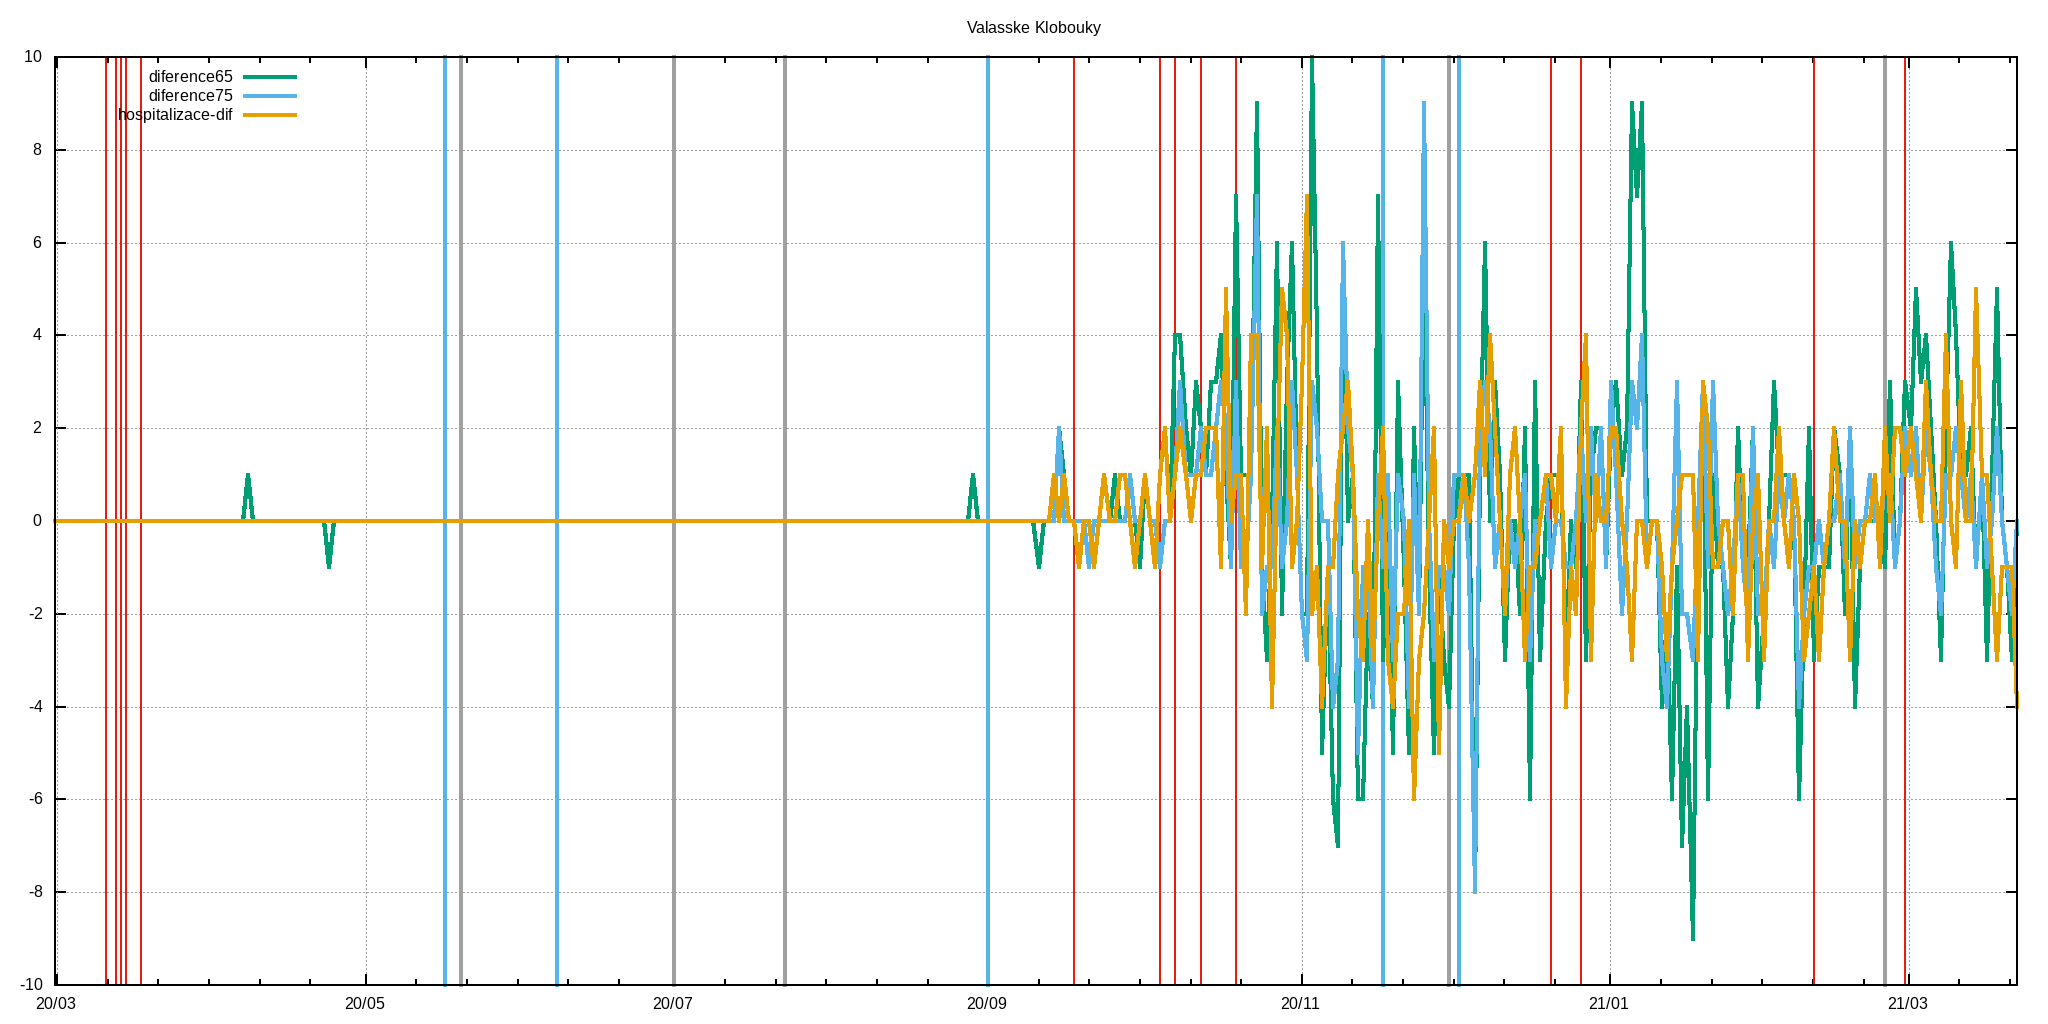 Valasske Klobouky
10
diference65
diference75
hospitalizace-dif
8
6
4
2
0
-2
-4
-6
-8
-10
20/03 20/05 20/07 20/09 20/11 21/01 21/03